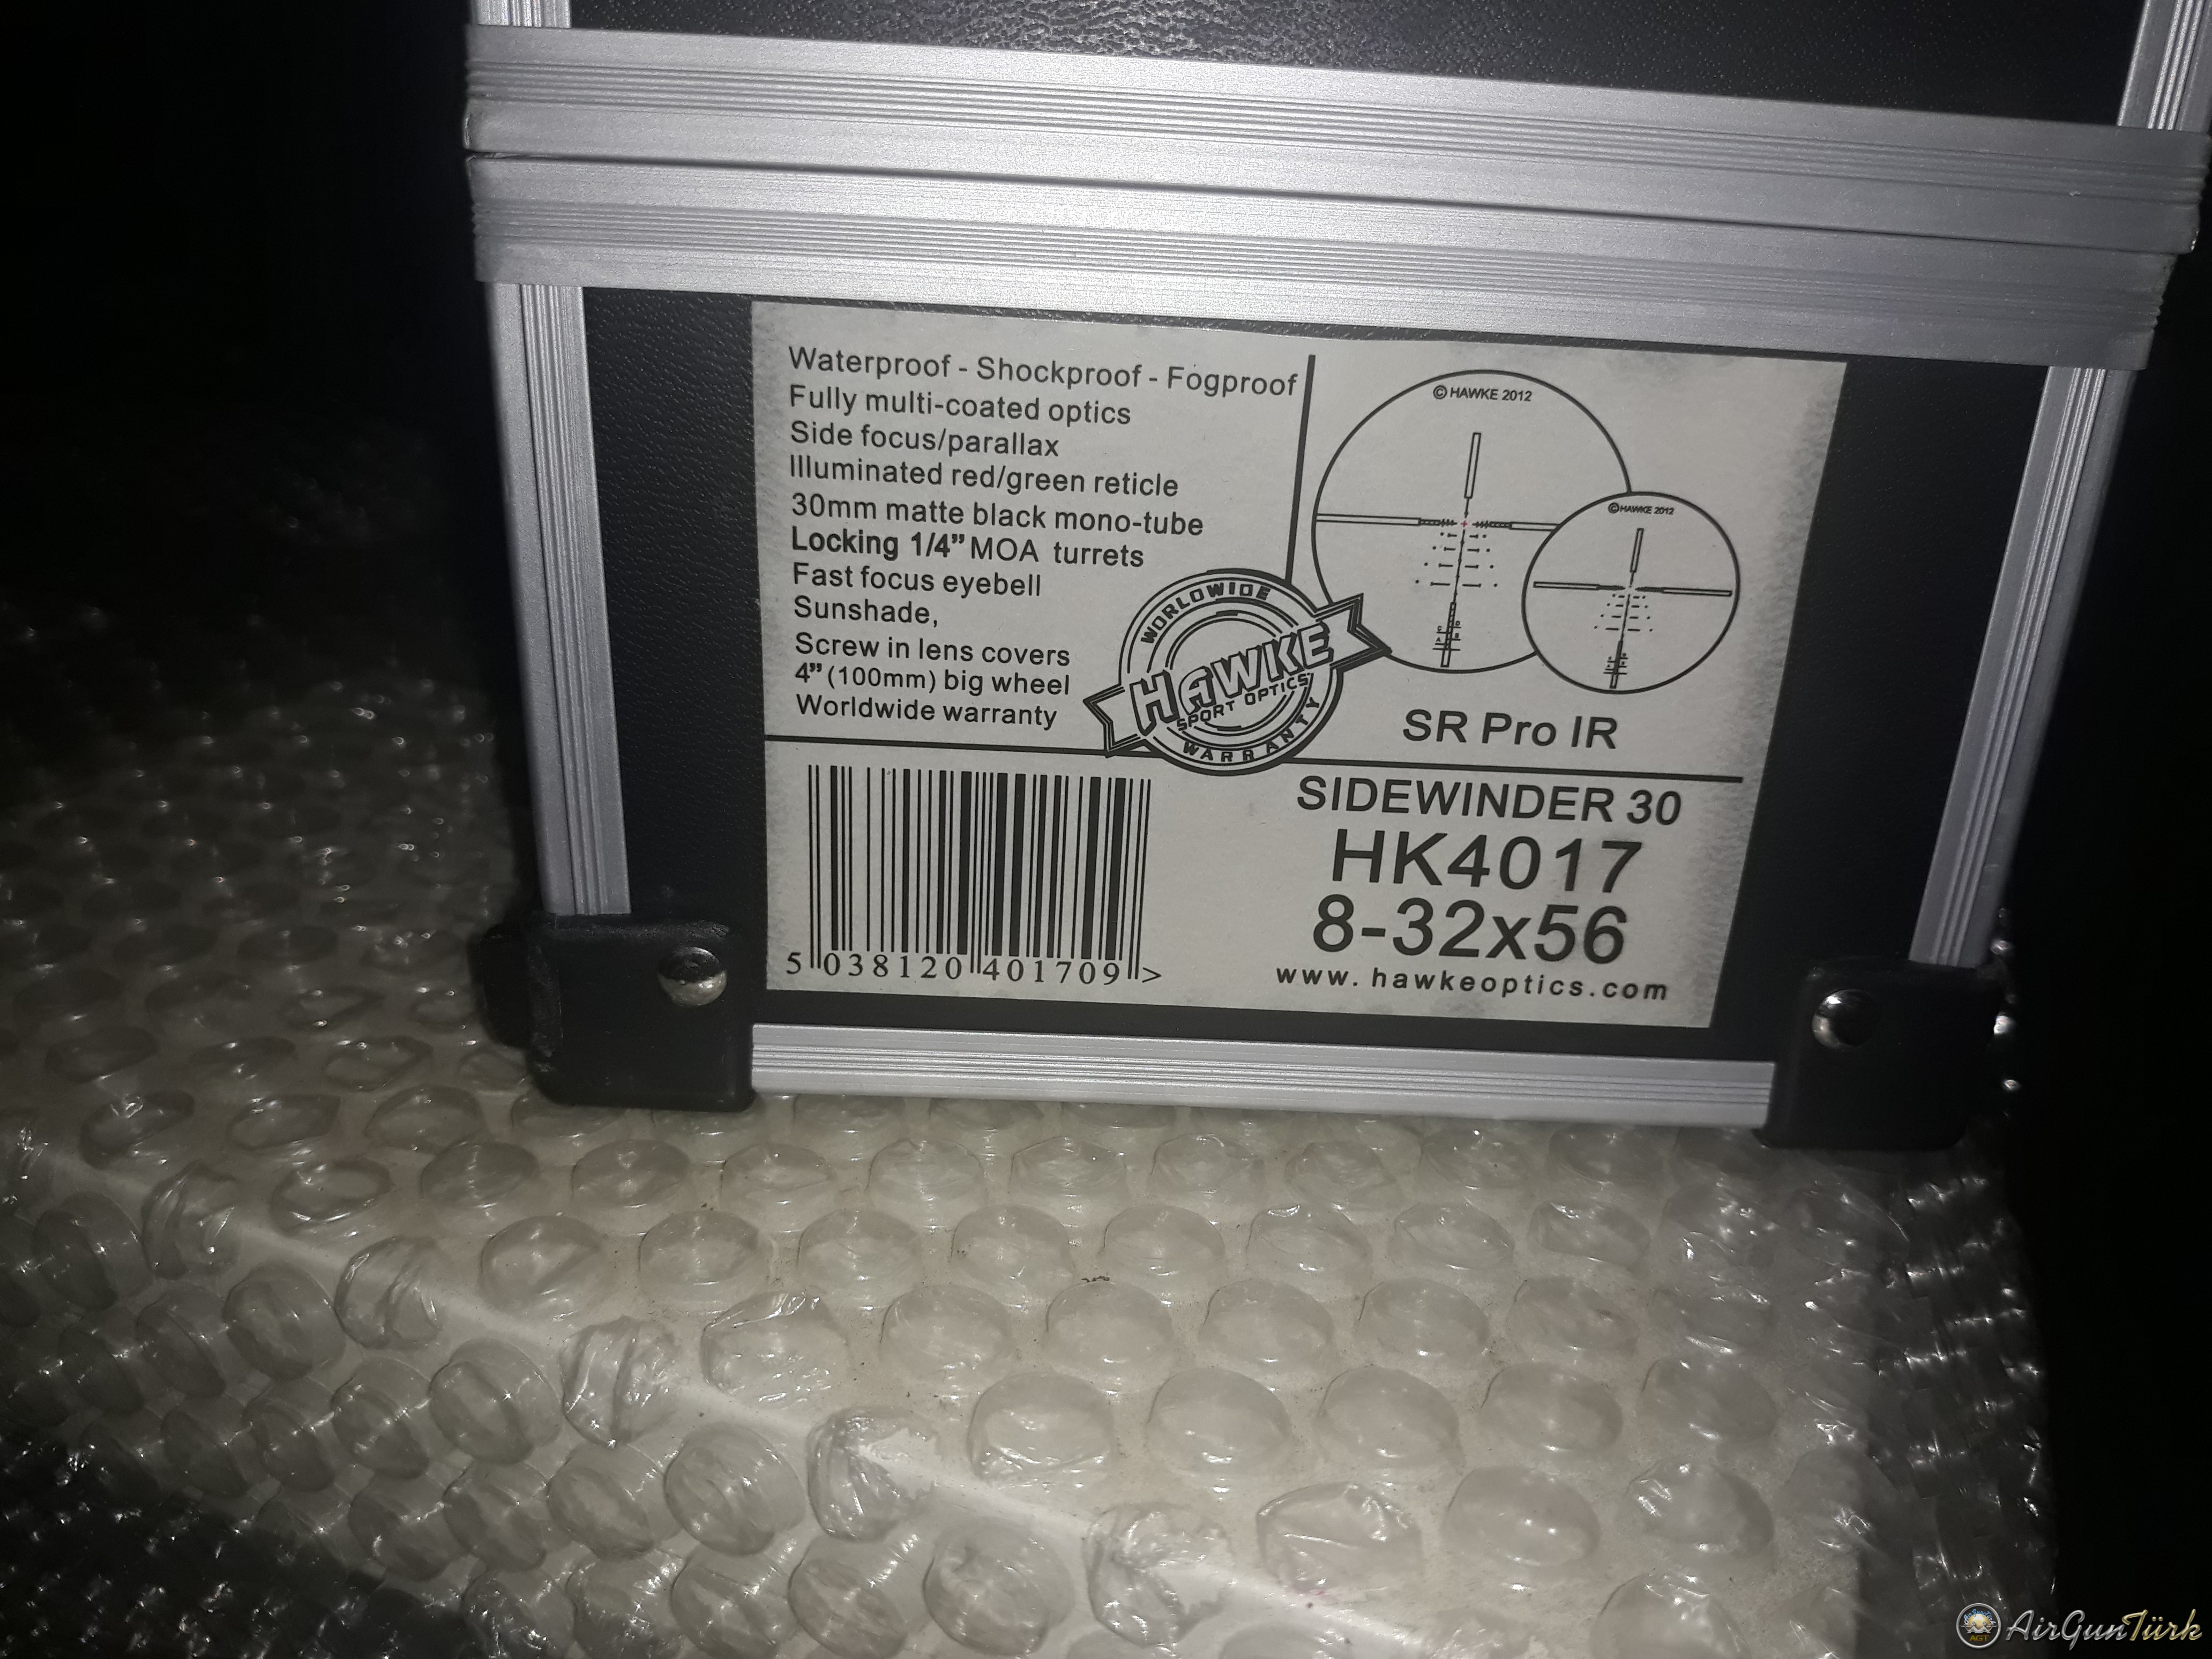 Waterproof - Shockproof - Fogproof
Fully multi-coated optics
Side focus/parallax
Illuminated red/green reticle
30mm matte black mono-tube
Locking 1/4” MOA turrets
Fast focus eyebell
Sunshade,
Screw in lens covers
4” (100mm) big wheel
Worldwide warranty
©HAWKE 2012
©HAWKE 2012
WORLDWIDE
HAWKE
SPORT OPTICS
WARRANTY
SR Pro IR
SIDEWINDER 30
HK4017
8-32x56
www.hawkeoptics.com
5 038120 401709 >
AirGunTürk
AGT